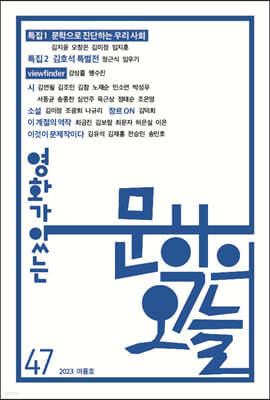 특집1 문학으로 진단하는 우리 사회
김지윤 오창은 김미정 임지훈
특집2 김호석 특별전 정근식 임우기
viewfinder 강상률 맹수진
시 김연필 김조민 김참 노재순 민소연 박성우
서동균 송종찬 심언주 육근상 정태순 조은영
소설 김이정 조광희 나규리 장르 ON 김덕희
이 계절의 역작 최금진 김보람 최문자 허은실 이은
이것이 문제작이다 김유석 김재홍 전승민 송민호
영화가 있는
문학의
오늘
47 2023 여름호